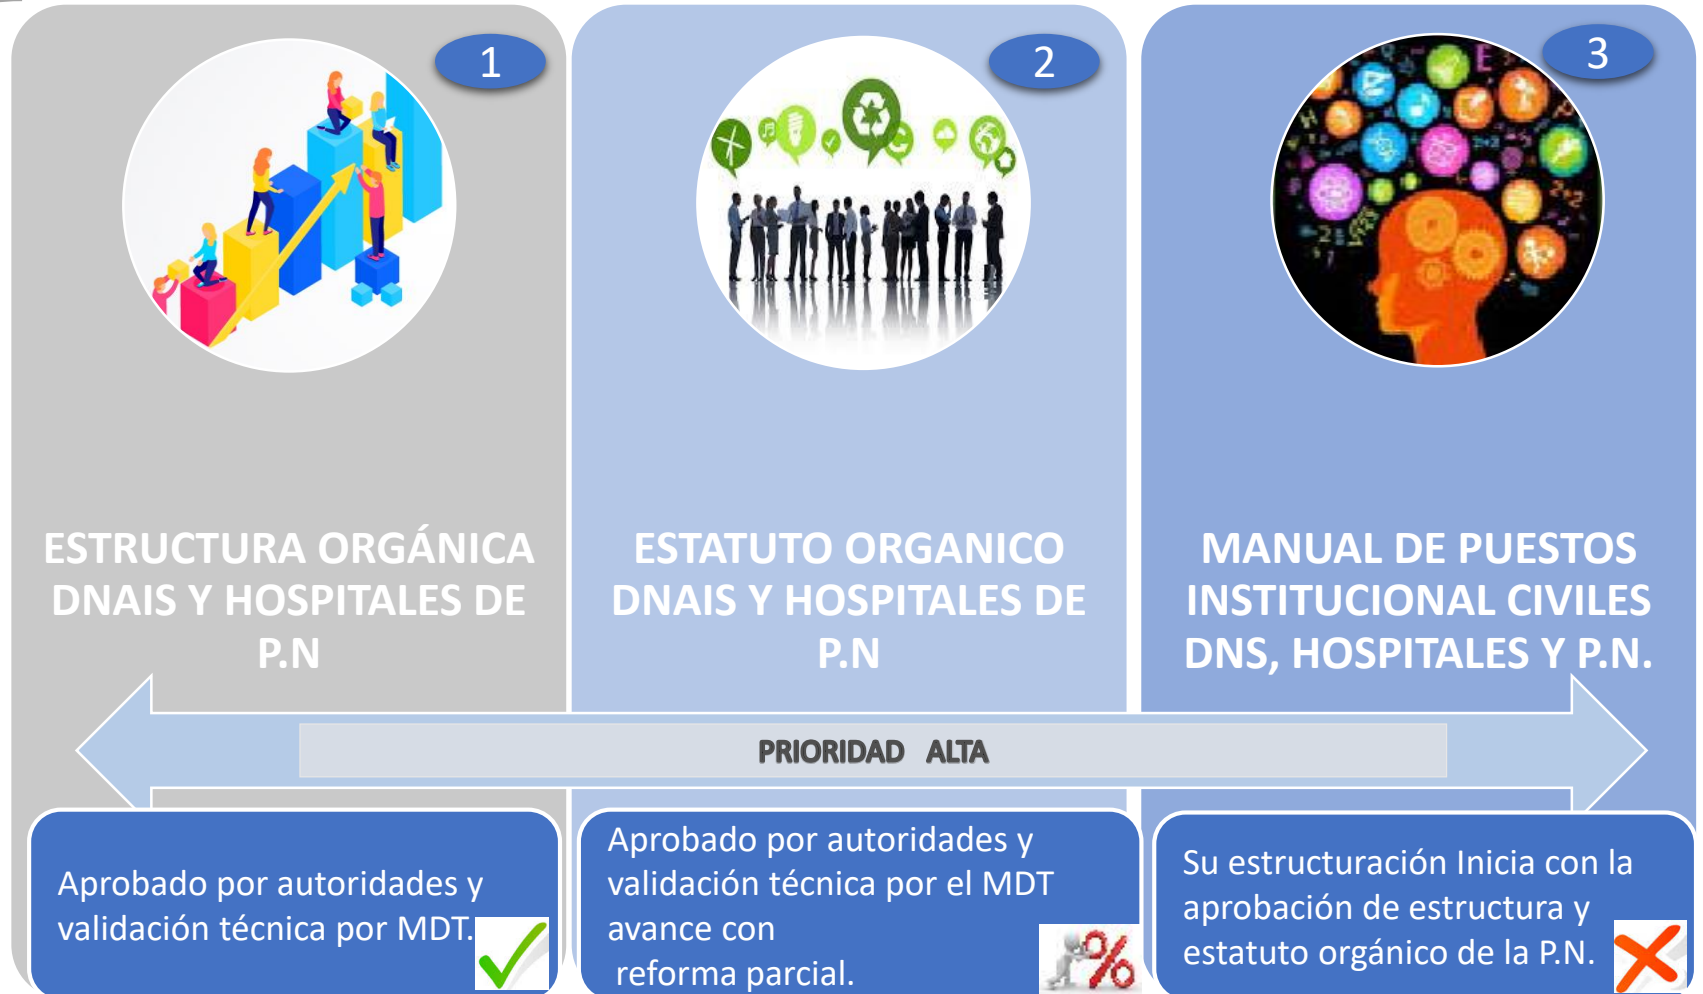 1
ESTRUCTURA ORGÁNICA
DNAIS Y HOSPITALES DE
P.N
Aprobado por autoridades y
validación técnica por MDT.
2
ESTATUTO ORGANICO
DNAIS Y HOSPITALES DE
P.N
Aprobado por autoridades y
validación técnica por el MDT
avance con
reforma parcial.
%
3
MANUAL DE PUESTOS
INSTITUCIONAL CIVILES
DNS, HOSPITALES Y P.N.
Su estructuración Inicia con la
aprobación de estructura y
estatuto orgánico de la P.N.
PRIORIDAD ALTA